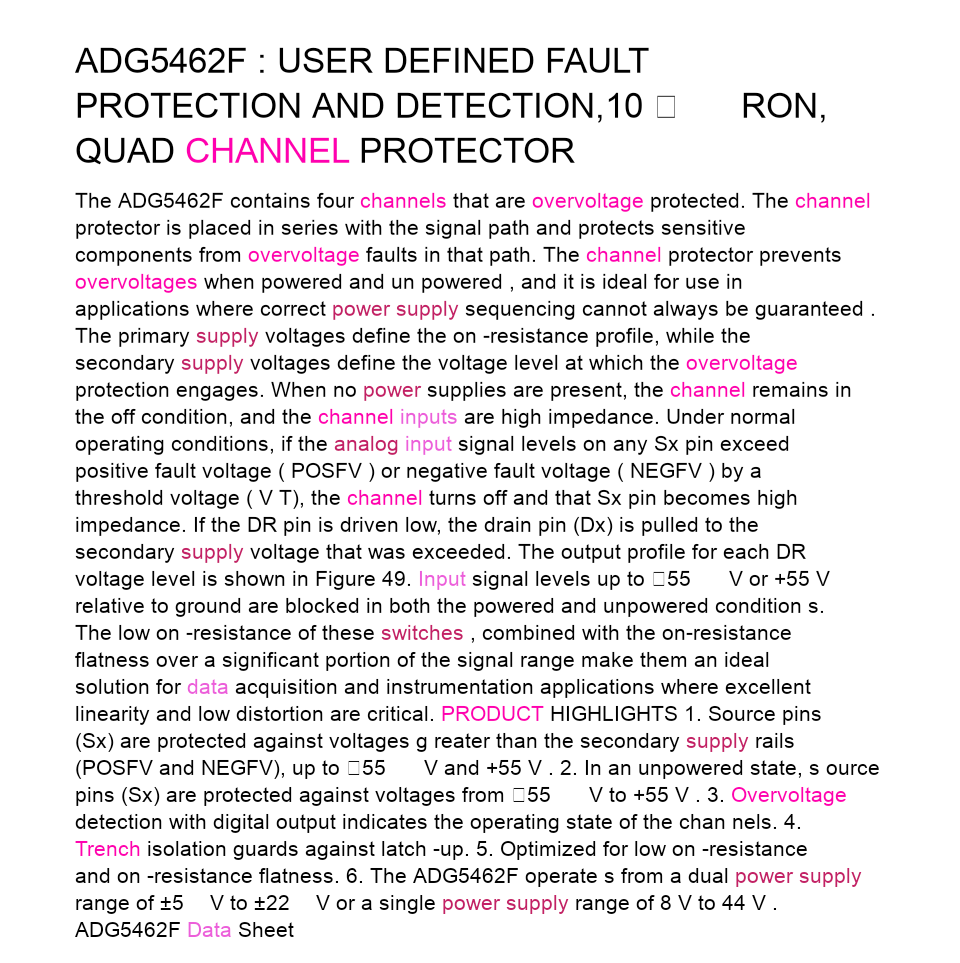 ADG5462F : USER DEFINED FAULT
PROTECTION AND DETECTION,10 □ RON,
QUAD CHANNEL PROTECTOR
The ADG5462F contains four channels that are overvoltage protected. The channel
protector is placed in series with the signal path and protects sensitive
components from overvoltage faults in that path. The channel protector prevents
overvoltages when powered and un powered , and it is ideal for use in
applications where correct power supply sequencing cannot always be guaranteed .
The primary supply voltages define the on -resistance profile, while the
secondary supply voltages define the voltage level at which the overvoltage
protection engages. When no power supplies are present, the channel remains in
the off condition, and the channel inputs are high impedance. Under normal
operating conditions, if the analog input signal levels on any Sx pin exceed
positive fault voltage ( POSFV ) or negative fault voltage ( NEGFV ) by a
threshold voltage ( V T), the channel turns off and that Sx pin becomes high
impedance. If the DR pin is driven low, the drain pin (Dx) is pulled to the
secondary supply voltage that was exceeded. The output profile for each DR
voltage level is shown in Figure 49. Input signal levels up to □55 V or +55 V
relative to ground are blocked in both the powered and unpowered condition s.
The low on -resistance of these switches , combined with the on-resistance
flatness over a significant portion of the signal range make them an ideal
solution for data acquisition and instrumentation applications where excellent
linearity and low distortion are critical. PRODUCT HIGHLIGHTS 1. Source pins
(Sx) are protected against voltages g reater than the secondary supply rails
(POSFV and NEGFV), up to □55 V and +55 V . 2. In an unpowered state, s ource
pins (Sx) are protected against voltages from □55 V to +55 V . 3. Overvoltage
detection with digital output indicates the operating state of the chan nels. 4.
Trench isolation guards against latch -up. 5. Optimized for low on -resistance
and on -resistance flatness. 6. The ADG5462F operate s from a dual power supply
range of ±5 V to ±22 V or a single power supply range of 8 V to 44 V .
ADG5462F Data Sheet